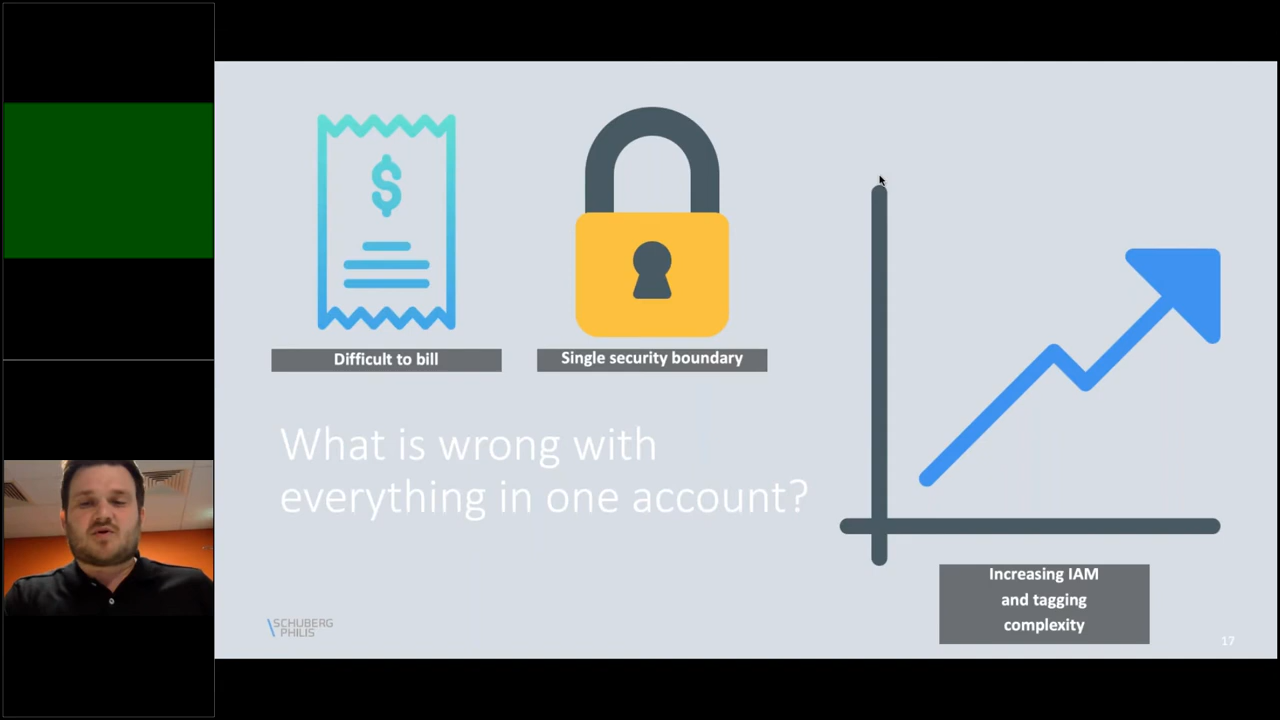 $
Difficult to bill
Single security boundary
What is wrong with
everything in one account?
Increasing IAM
and tagging
complexity
SCHUBERG
PHILIS
17